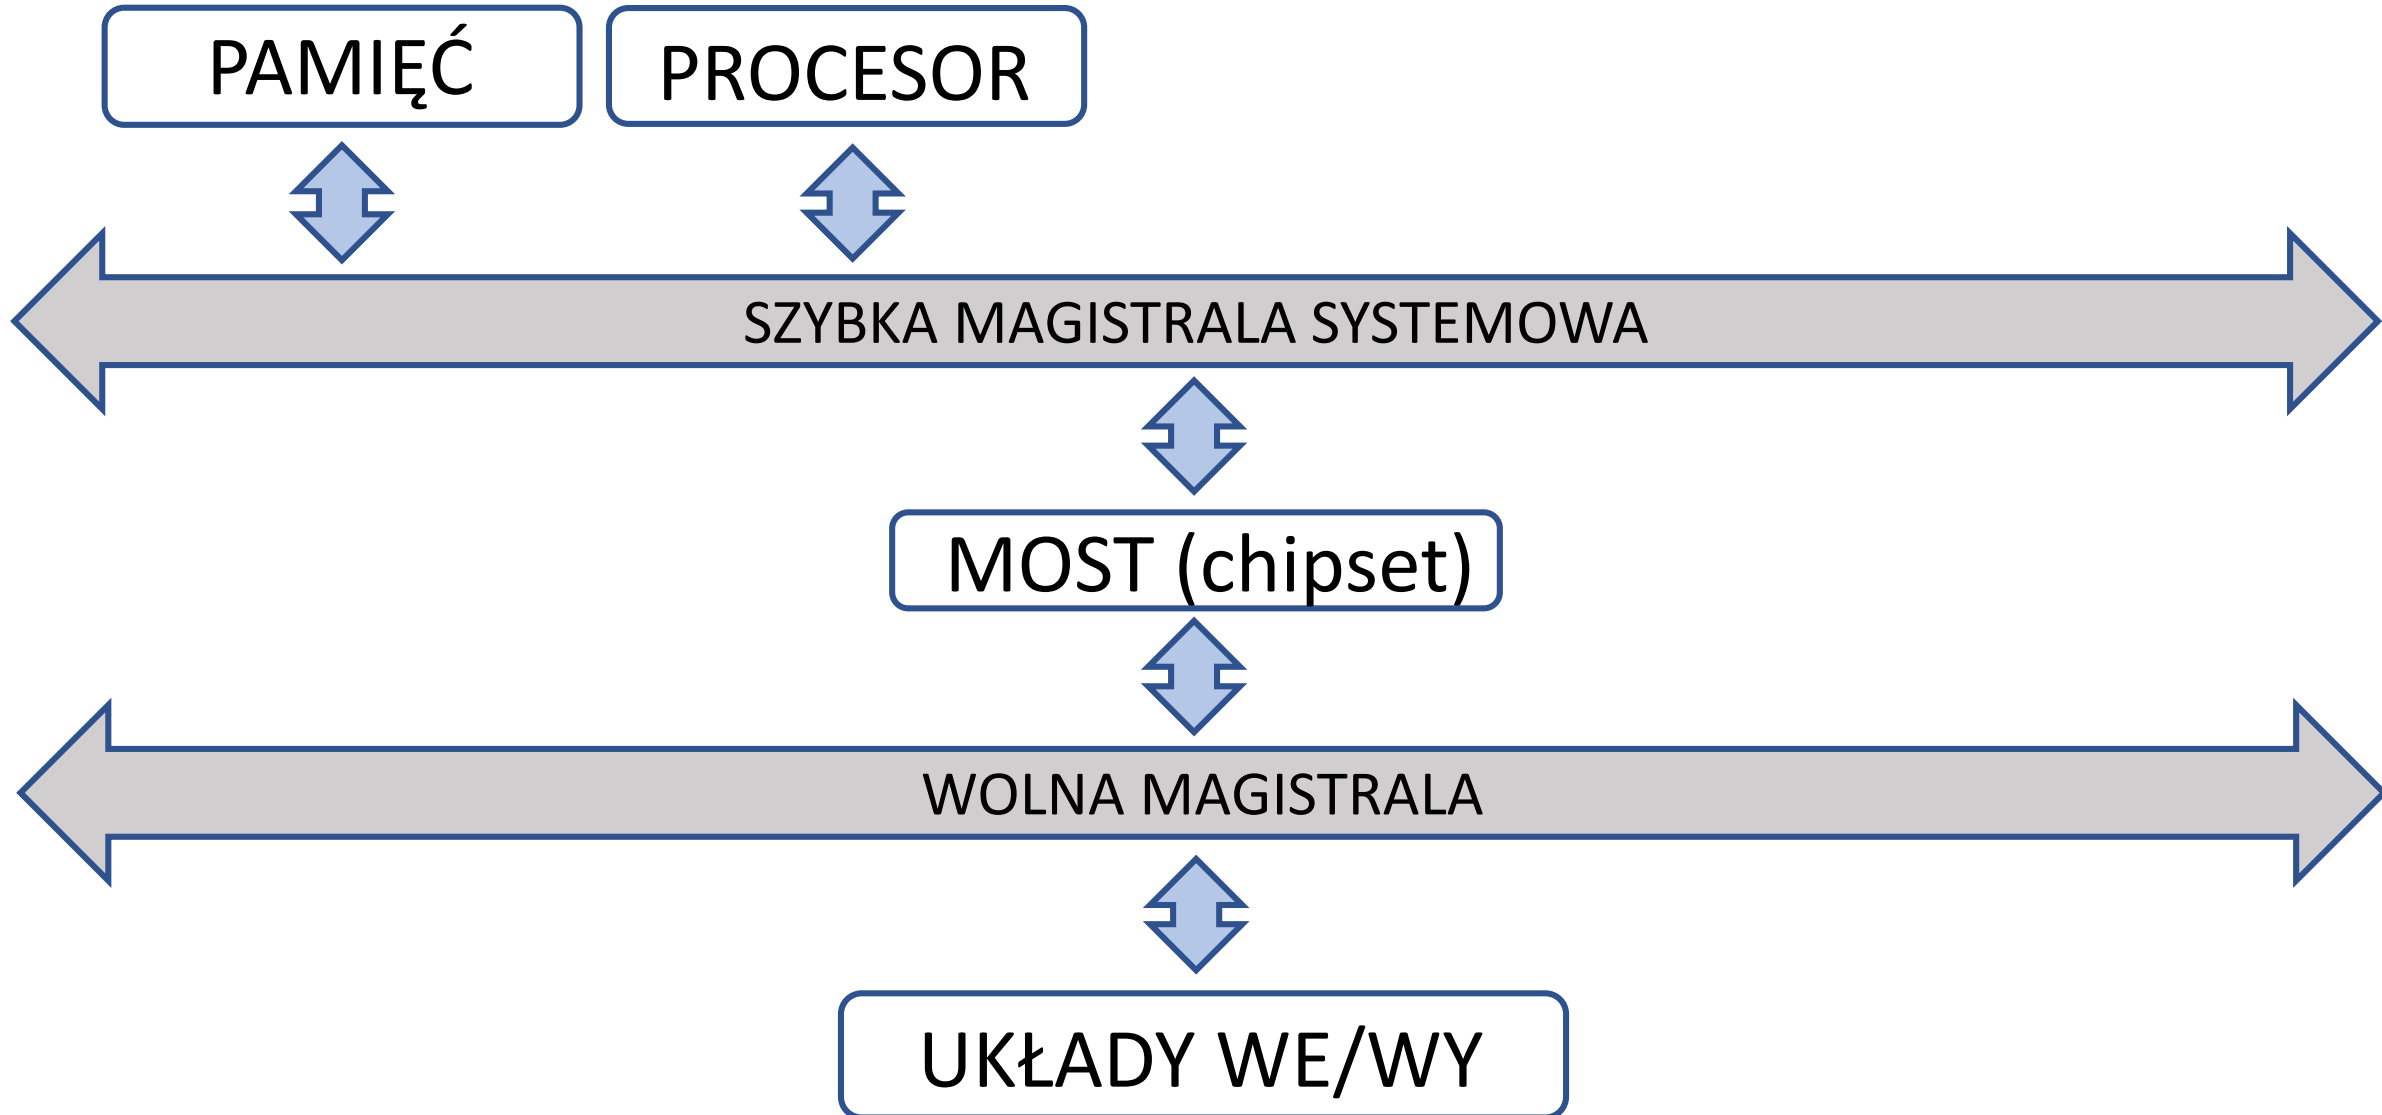 PAMIĘĆ
PROCESOR
SZYBKA MAGISTRALA SYSTEMOWA
MOST (chipset)
WOLNA MAGISTRALA
UKŁADY WE/WY